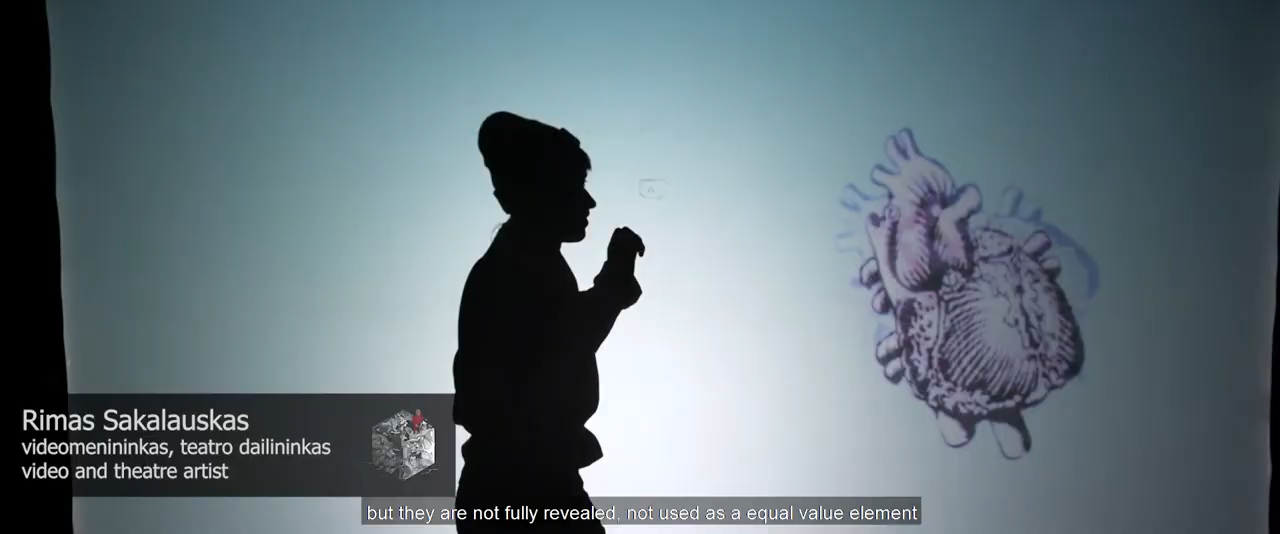 Rimas Sakalauskas
videomenininkas, teatro dailininkas
video and theatre artist
but they are not fully revealed, not used as a equal value element